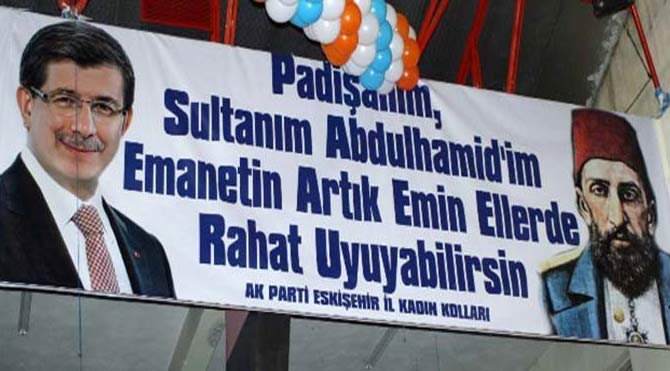 Padişahım,
Sultanım Abdulhamid'im
Emanetin Artık Emin Ellerde
Rahat Uyuyabilirsin
AK PARTİ ESKİŞEHİR İL KADIN KOLLARI